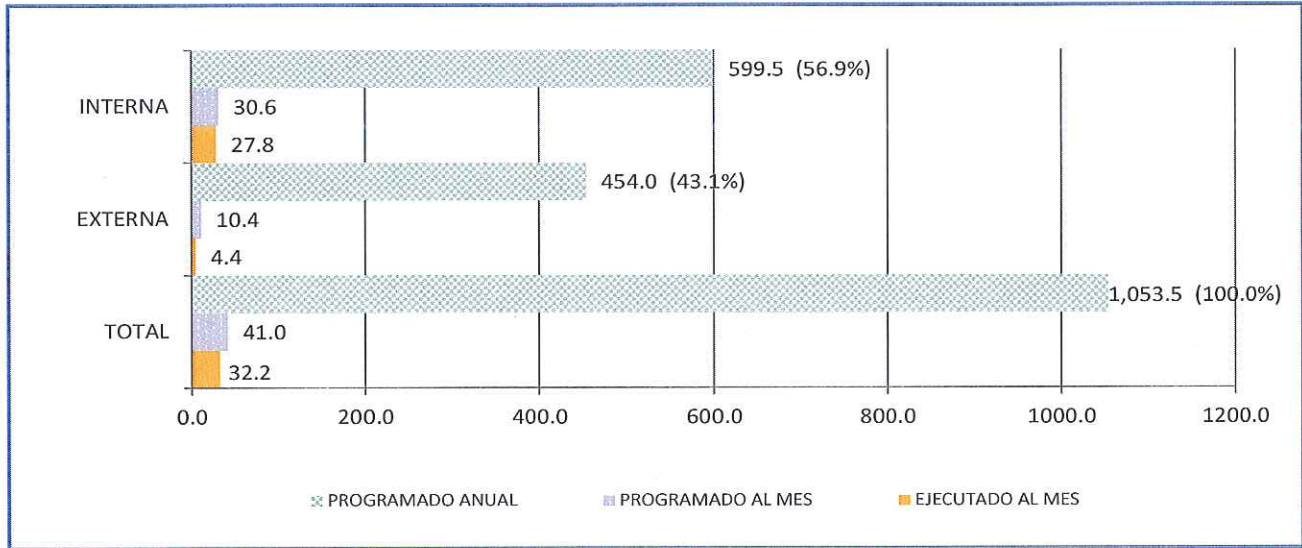 INTERNA
599.5 (56.9%)
30.6
27.8
EXTERNA
454.0 (43.1%)
10.4
4.4
TOTAL
1,053.5 (100.0%)
41.0
32.2
0.0 200.0 400.0 600.0 800.0 1000.0 1200.0
PROGRAMADO ANUAL PROGRAMADO AL MES EJECUTADO AL MES